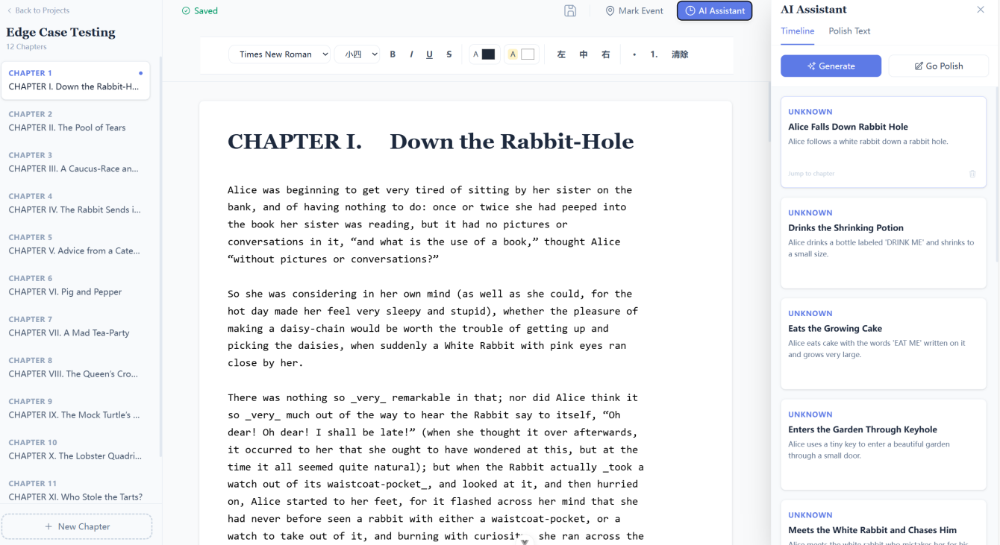 Back to Projects
Edge Case Testing
12 Chapters
CHAPTER 1
CHAPTER I. Down the Rabbit-H...
CHAPTER 2
CHAPTER II. The Pool of Tears
CHAPTER 3
CHAPTER III. A Caucus-Race an...
CHAPTER 4
CHAPTER IV. The Rabbit Sends i...
CHAPTER 5
CHAPTER V. Advice from a Cate...
CHAPTER 6
CHAPTER VI. Pig and Pepper
CHAPTER 7
CHAPTER VII. A Mad Tea-Party
CHAPTER 8
CHAPTER VIII. The Queen's Cro...
CHAPTER 9
CHAPTER IX. The Mock Turtle's ...
CHAPTER 10
CHAPTER X. The Lobster Quadri...
CHAPTER 11
CHAPTER XI. Who Stole the Tarts?
+ New Chapter
Saved
Mark Event
AI Assistant
Times New Roman 小四 B I U S A A 左 中 右 • 1. 清除
CHAPTER I. Down the Rabbit-Hole
Alice was beginning to get very tired of sitting by her sister on the
bank, and of having nothing to do: once or twice she had peeped into
the book her sister was reading, but it had no pictures or
conversations in it, “and what is the use of a book,” thought Alice
“without pictures or conversations?”
So she was considering in her own mind (as well as she could, for the
hot day made her feel very sleepy and stupid), whether the pleasure of
making a daisy-chain would be worth the trouble of getting up and
picking the daisies, when suddenly a White Rabbit with pink eyes ran
close by her.
There was nothing so _very_ remarkable in that; nor did Alice think it
so _very_ much out of the way to hear the Rabbit say to itself, “Oh
dear! Oh dear! I shall be late!” (when she thought it over afterwards,
it occurred to her that she ought to have wondered at this, but at the
time it all seemed quite natural); but when the Rabbit actually _took a
watch out of its waistcoat-pocket_, and looked at it, and then hurried
on, Alice started to her feet, for it flashed across her mind that she
had never before seen a rabbit with either a waistcoat-pocket, or a
watch to take out of it, and burning with she ran across the
AI Assistant
Timeline Polish Text
Generate Go Polish
UNKNOWN
Alice Falls Down Rabbit Hole
Alice follows a white rabbit down a rabbit hole.
Jump to chapter
UNKNOWN
Drinks the Shrinking Potion
Alice drinks a bottle labeled 'DRINK ME' and shrinks to
a small size.
UNKNOWN
Eats the Growing Cake
Alice eats cake with the words 'EAT ME' written on it
and grows very large.
UNKNOWN
Enters the Garden Through Keyhole
Alice uses a tiny key to enter a beautiful garden
through a small door.
UNKNOWN
Meets the White Rabbit and Chases Him
Alice meets the white rabbit who mistakes her for his